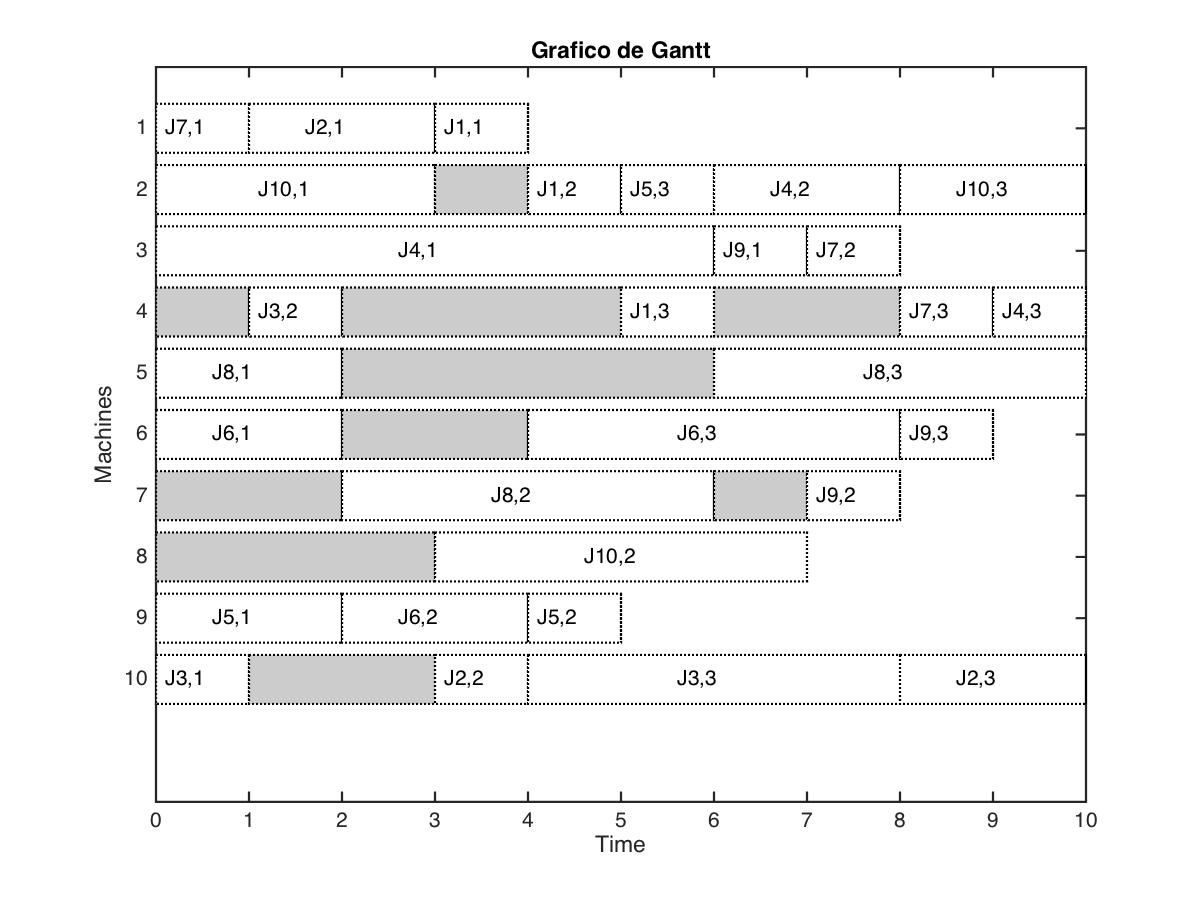 Grafico de Gantt
1 J7,1 J2,1 J1,1
2 J10,1 J1,2 J5,3 J4,2 J10,3
3 J4,1 J9,1 J7,2
4 J3,2 J1,3 J7,3 J4,3
5 J8,1 J8,3
6 J6,1 J6,3 J9,3
7 J8,2 J9,2
8 J10,2
9 J5,1 J6,2 J5,2
10 J3,1 J2,2 J3,3 J2,3
Machines
0 1 2 3 4 5 6 7 8 9 10
Time